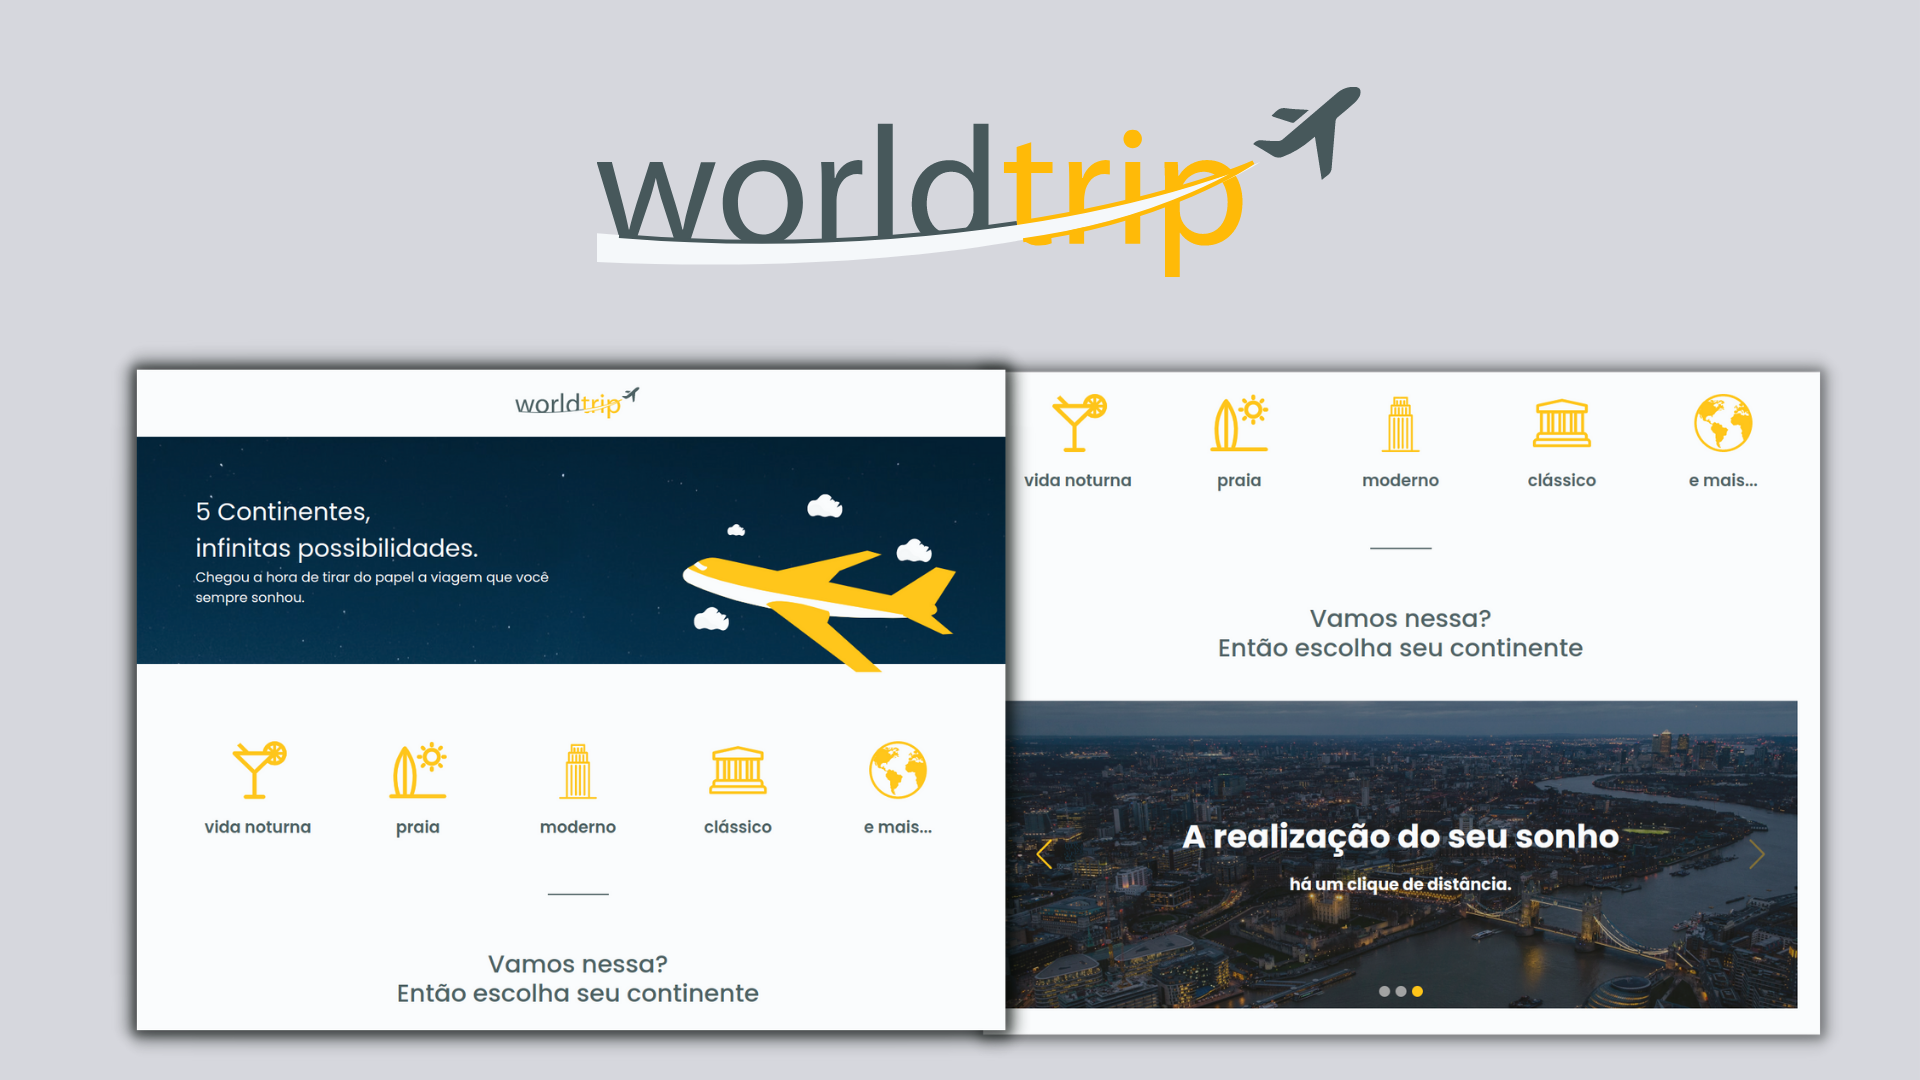 worldtrip
worldtrip
5 Continentes,
infinitas possibilidades.
Chegou a hora de tirar do papel a viagem que você
sempre sonhou.
vida noturna
praia
moderno
clássico
e mais...
Vamos nessa?
Então escolha seu continente
vida noturna
praia
moderno
clássico
e mais...
Vamos nessa?
Então escolha seu continente
A realização do seu sonho
há um clique de distância.